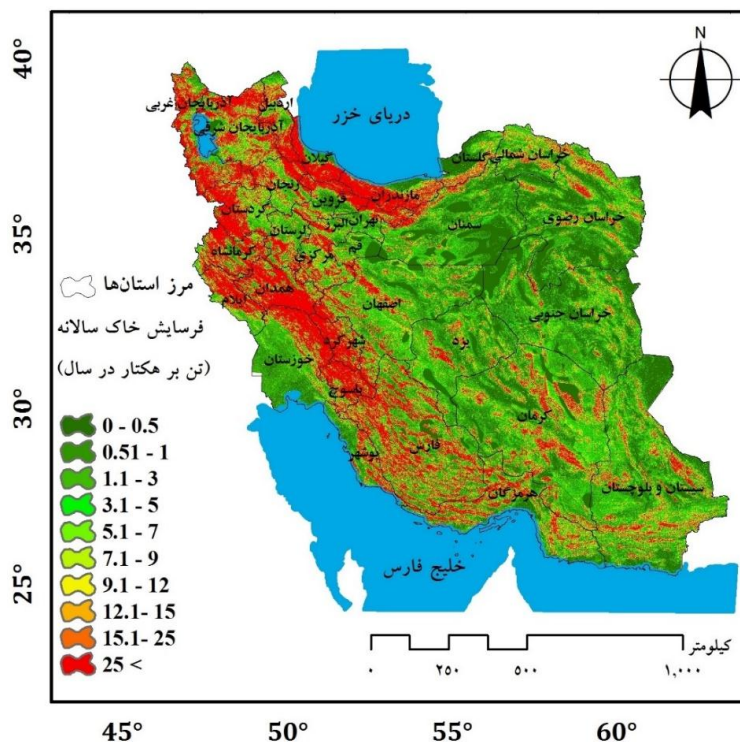 N
40°
35°
30°
25°
45°
50°
55°
60°
دریای خزر
آذربایجان غربی
اردبیل
آذربایجان شرقی
گیلان
زنجان
قزوین
مازندران
گلستان
خراسان شمالی
کردستان
البرز
تهران
سمنان
خراسان رضوی
لرستان
قم
کرمانشاه
مرکزی
همدان
ایلام
اصفهان
خراسان جنوبی
یزد
شهرکرد
خوزستان
یاسوج
کرمان
فارس
بوشهر
هرمزگان
سیستان و بلوچستان
خلیج فارس
مرز استان‌ها
فرسایش خاک سالانه
(تن بر هکتار در سال)
0 - 0.5
0.51 - 1
1.1 - 3
3.1 - 5
5.1 - 7
7.1 - 9
9.1 - 12
12.1 - 15
15.1 - 25
25 <
کیلومتر
۰
۲۵۰
۵۰۰
۱,۰۰۰